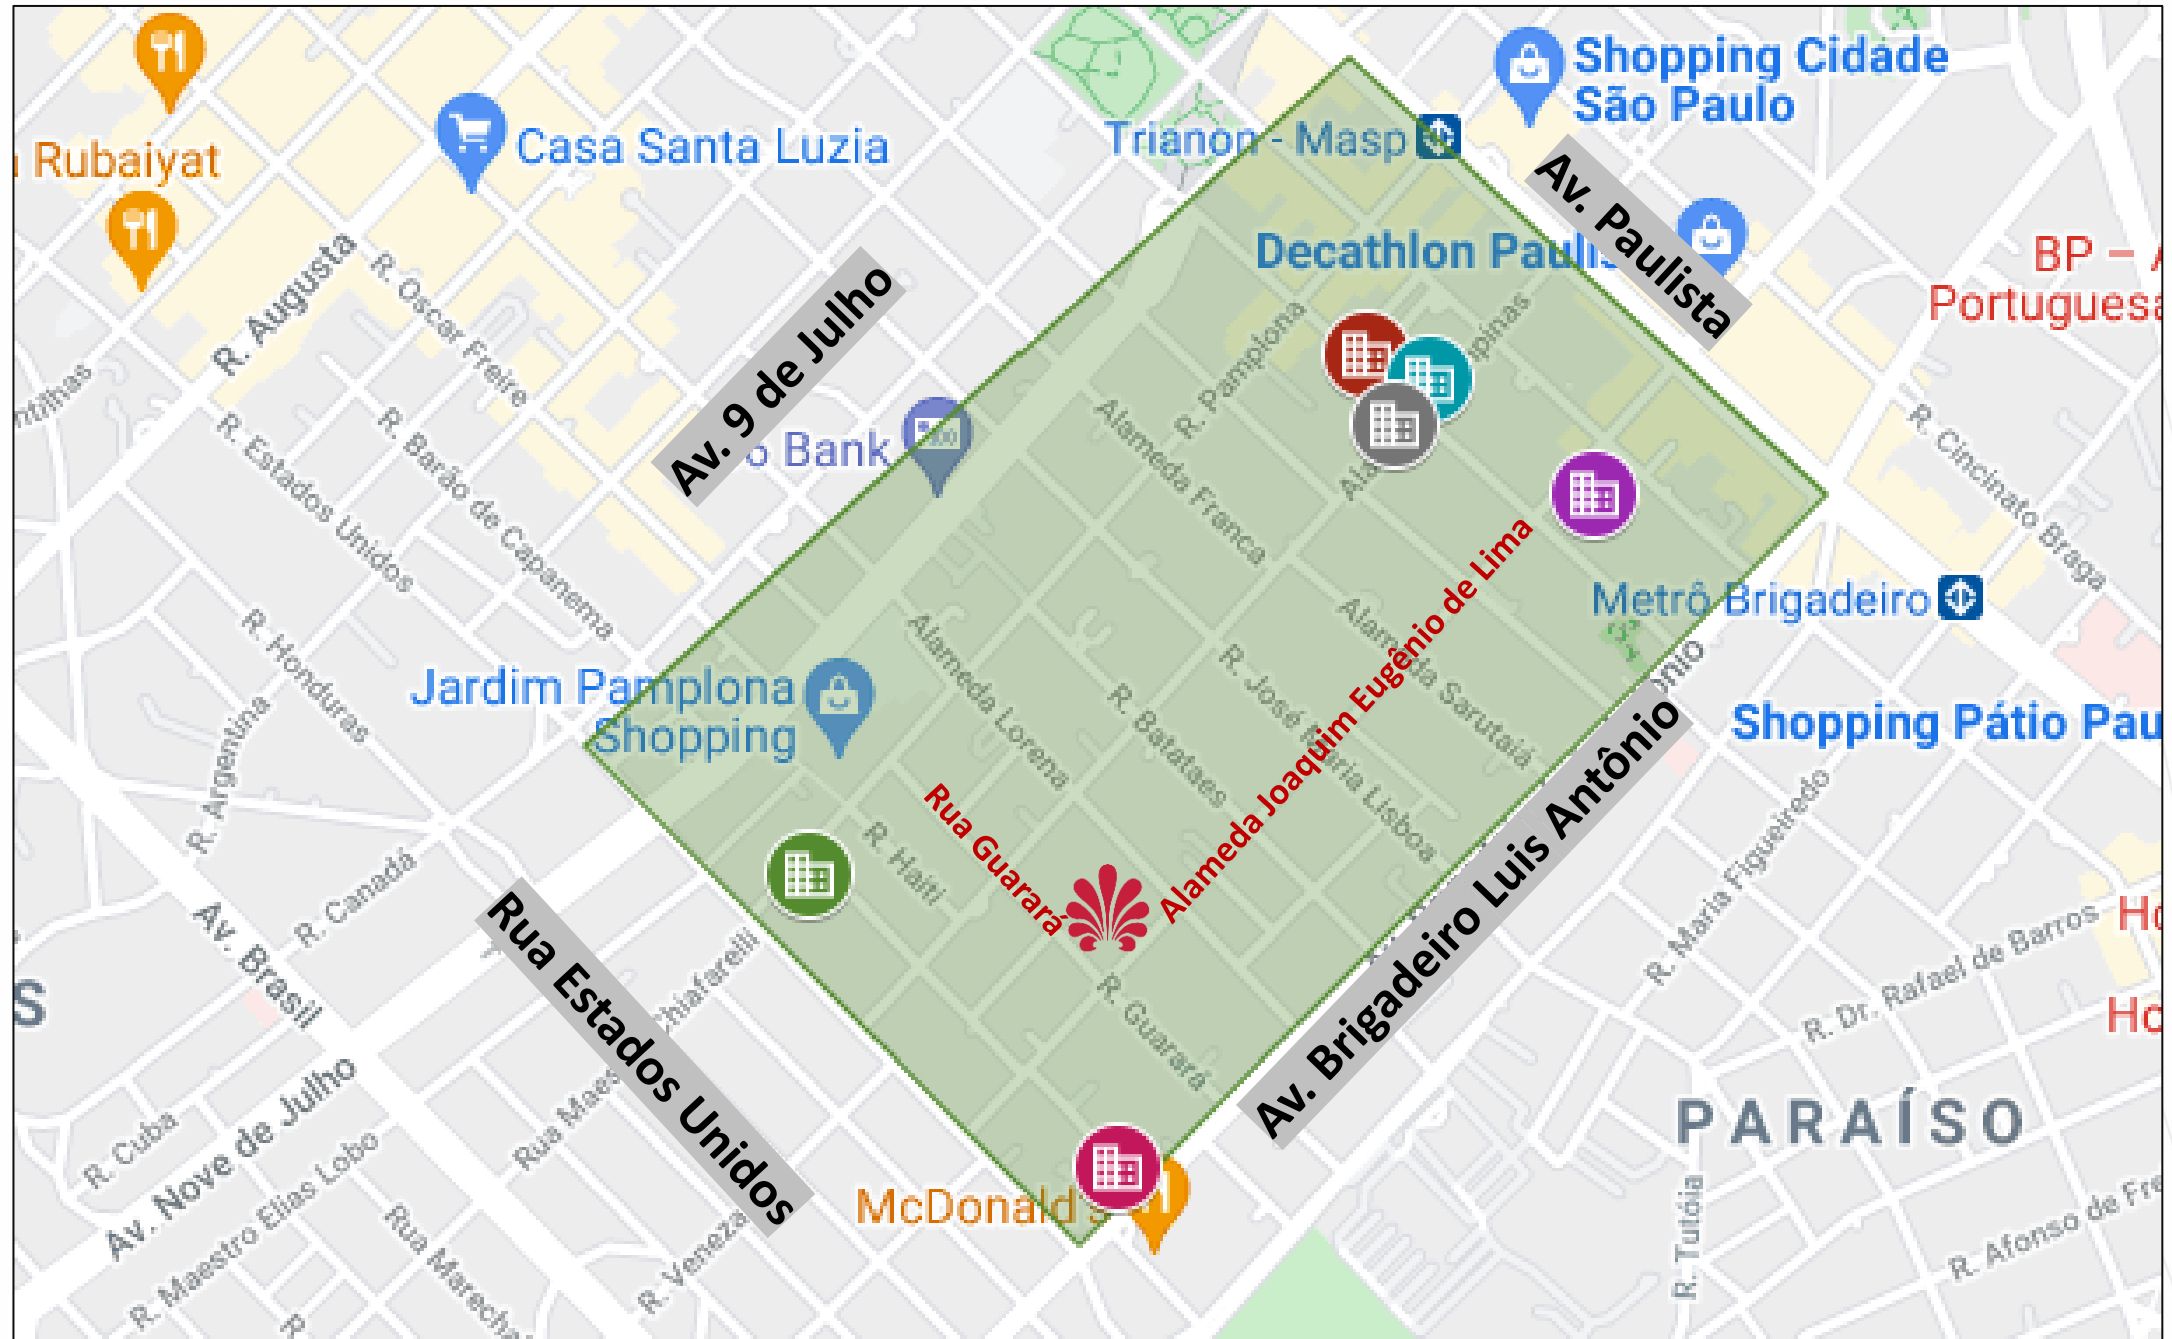 Shopping Cidade
São Paulo
Trianon - Masp
Casa Santa Luzia
Rubaiyat
Av. Paulista
Decathlon
BP –
R. Augusta
R. Oscar Freire
Av. 9 de Julho
R. Pamplona
Bank
R. Estados Unidos
R. Barão de Capanema
Alameda Franca
R. Cincinato Braga
Alameda Joaquim Eugênio de Lima
Metrô Brigadeiro
R. Honduras
Jardim Pamplona
Shopping
Alameda Lorena
R. Batataes
R. José Maria Lisboa
Alameda Sarutaiá
Shopping Pátio
R. Argentina
Rua Guarará
R. Haiti
Av. Brigadeiro Luis Antônio
R. Maria Figueiredo
R. Canadá
Av. Brasil
Rua Estados Unidos
R. Guarará
R. Dr. Rafael de Barros
PARAÍSO
R. Cuba
Av. Nove de Julho
R. Maestro Elias Lobo
McDonald's
R. Veneza
R. Tutóia
R. Afonso de